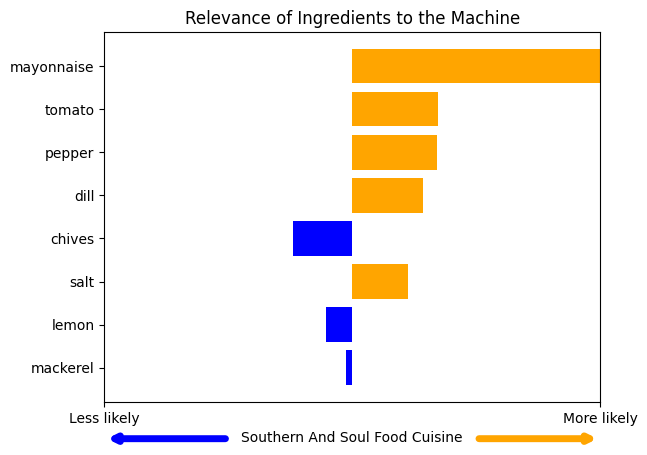 Relevance of Ingredients to the Machine
mayonnaise
tomato
pepper
dill
chives
salt
lemon
mackerel
Less likely
More likely
Southern And Soul Food Cuisine